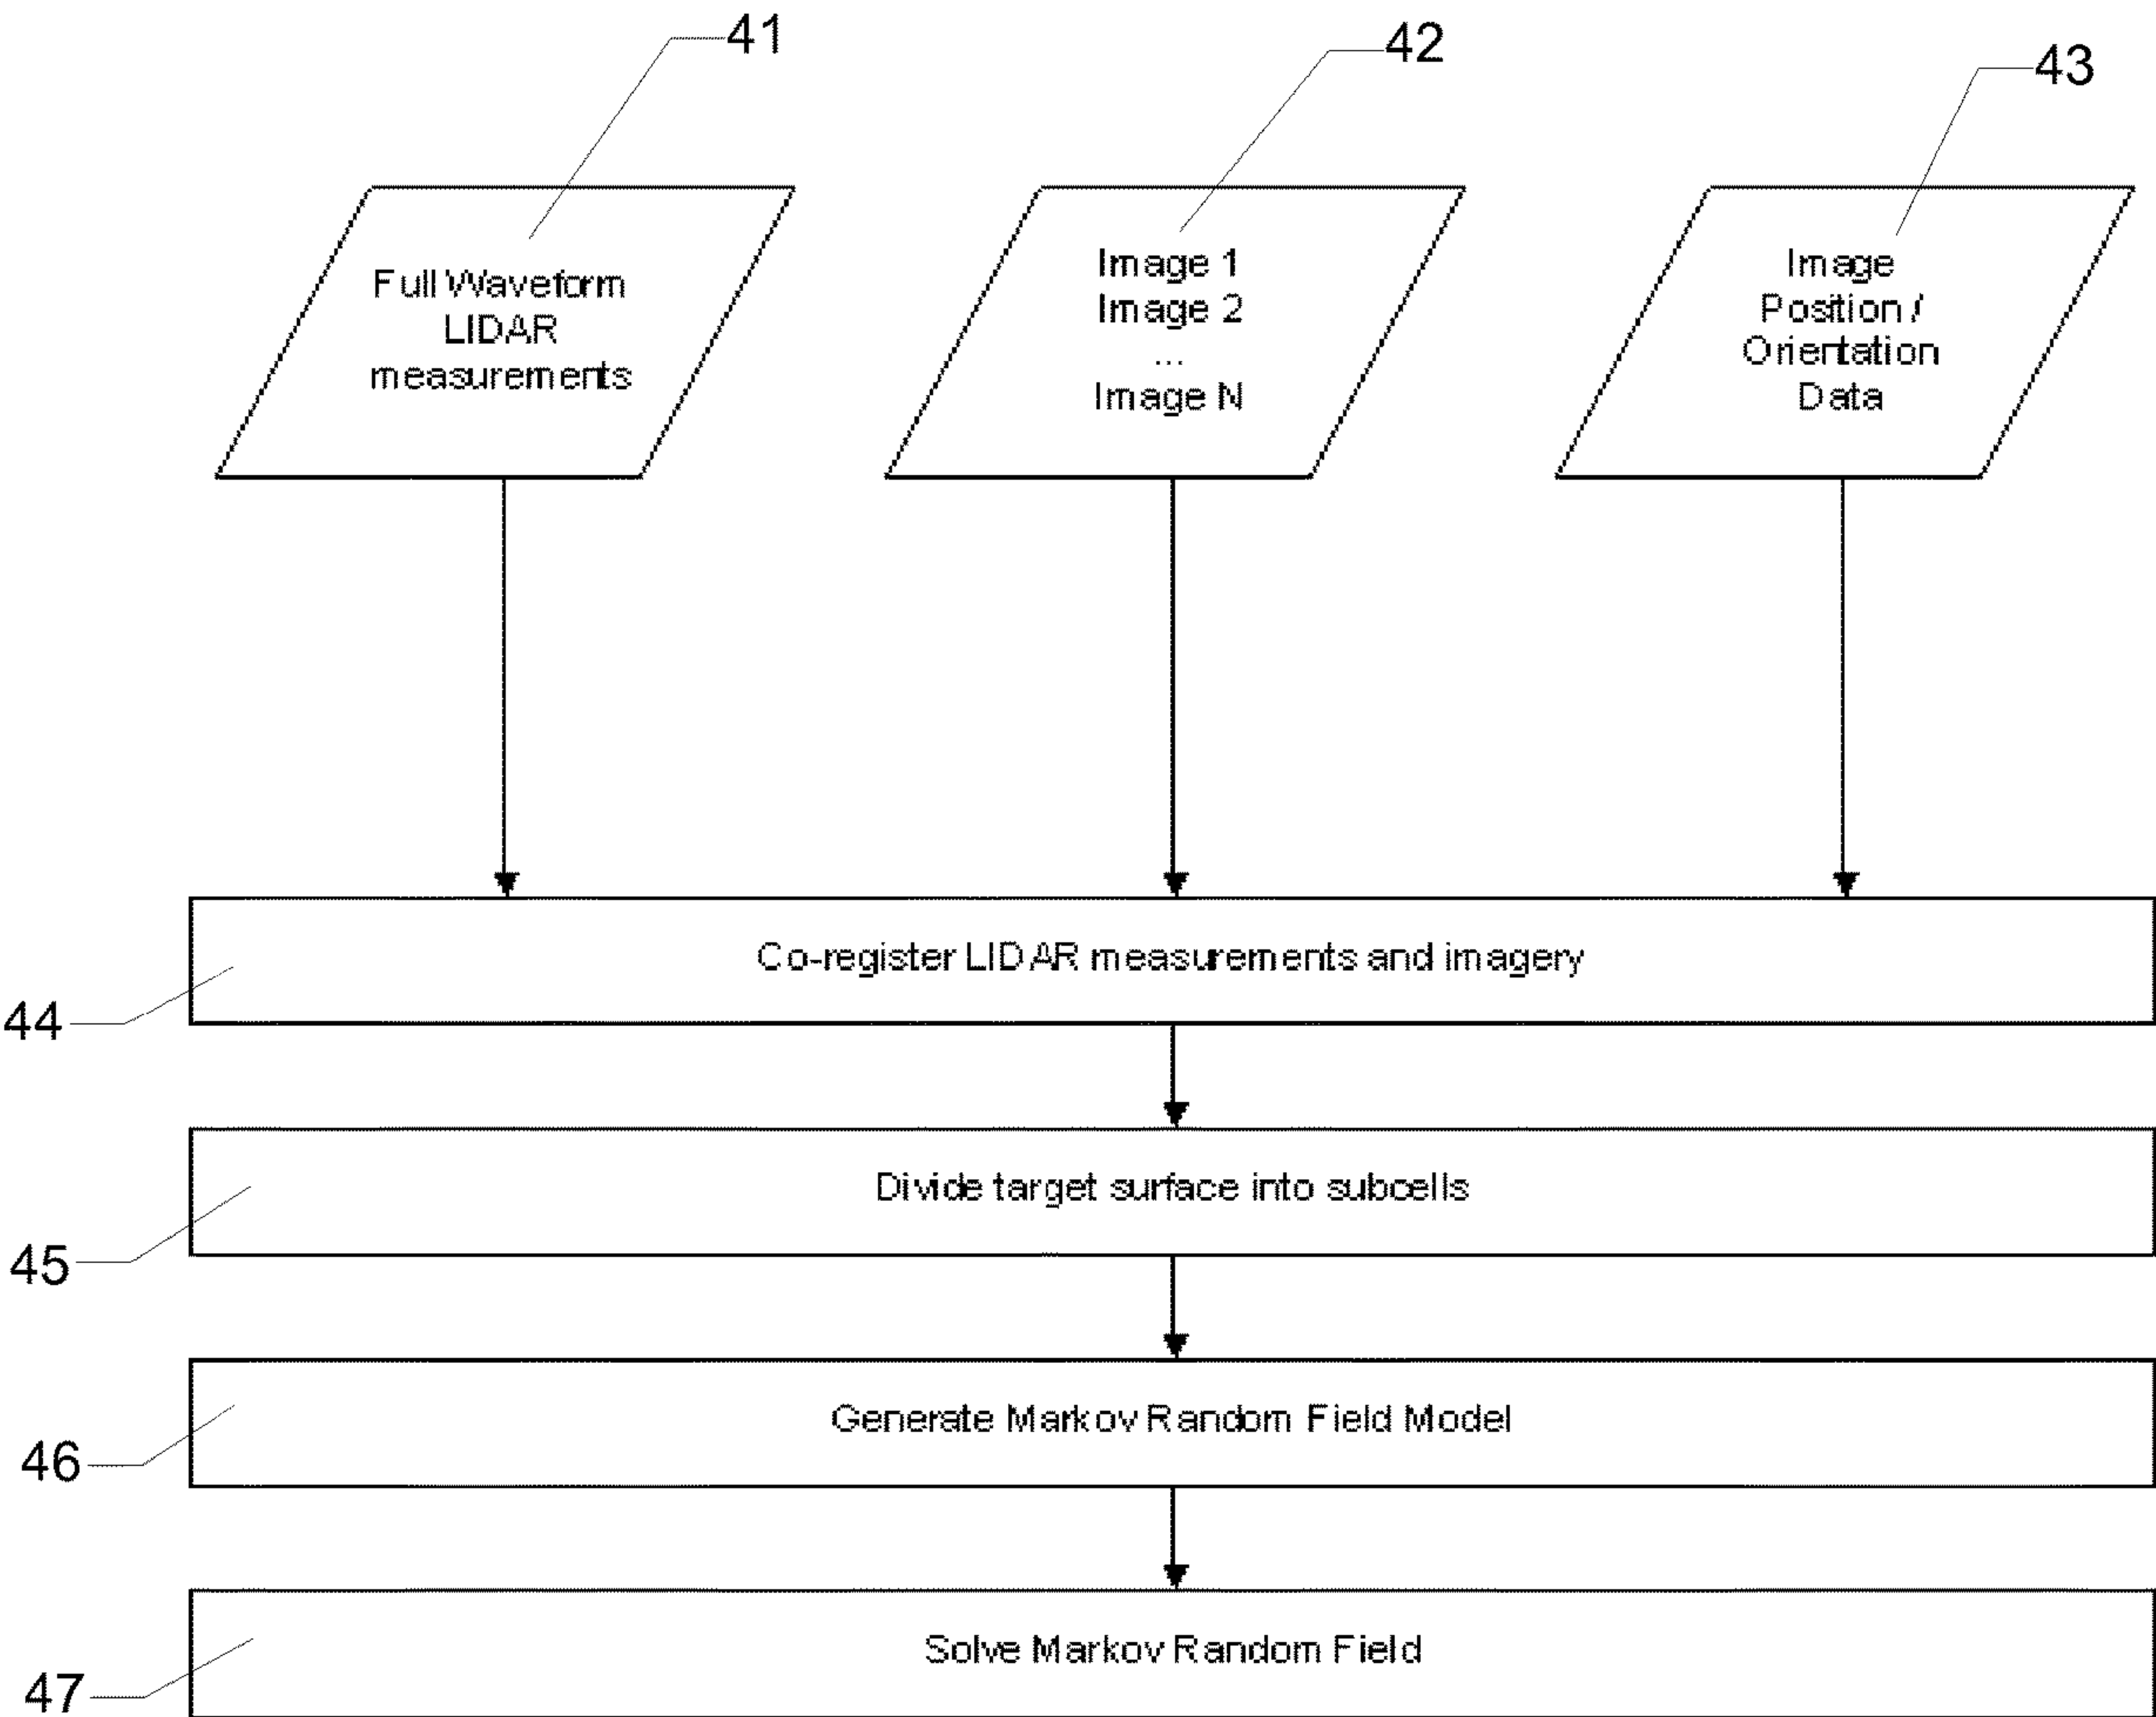 41
42
43
Full Waveform
LIDAR
measurements
Image 1
Image 2
...
Image N
Image
Position /
Orientation
Data
Co-register LIDAR measurements and imagery
44
Divide target surface into subcells
45
Generate Markov Random Field Model
46
Solve Markov Random Field
47